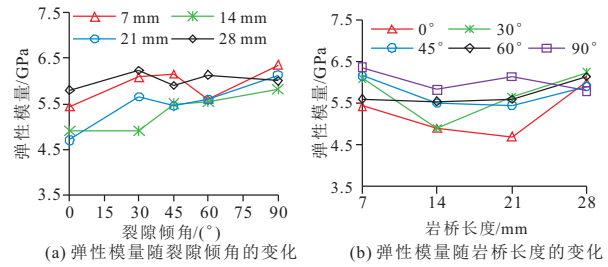 7 mm 14 mm
21 mm 28 mm
弹性模量/GPa
7.5
6.5
5.5
4.5
3.5
0 15 30 45 60 75 90
裂隙倾角/(°)
(a) 弹性模量随裂隙倾角的变化
0° 30°
45° 60° 90°
弹性模量/GPa
7.5
6.5
5.5
4.5
3.5
7 14 21 28
岩桥长度/mm
(b) 弹性模量随岩桥长度的变化